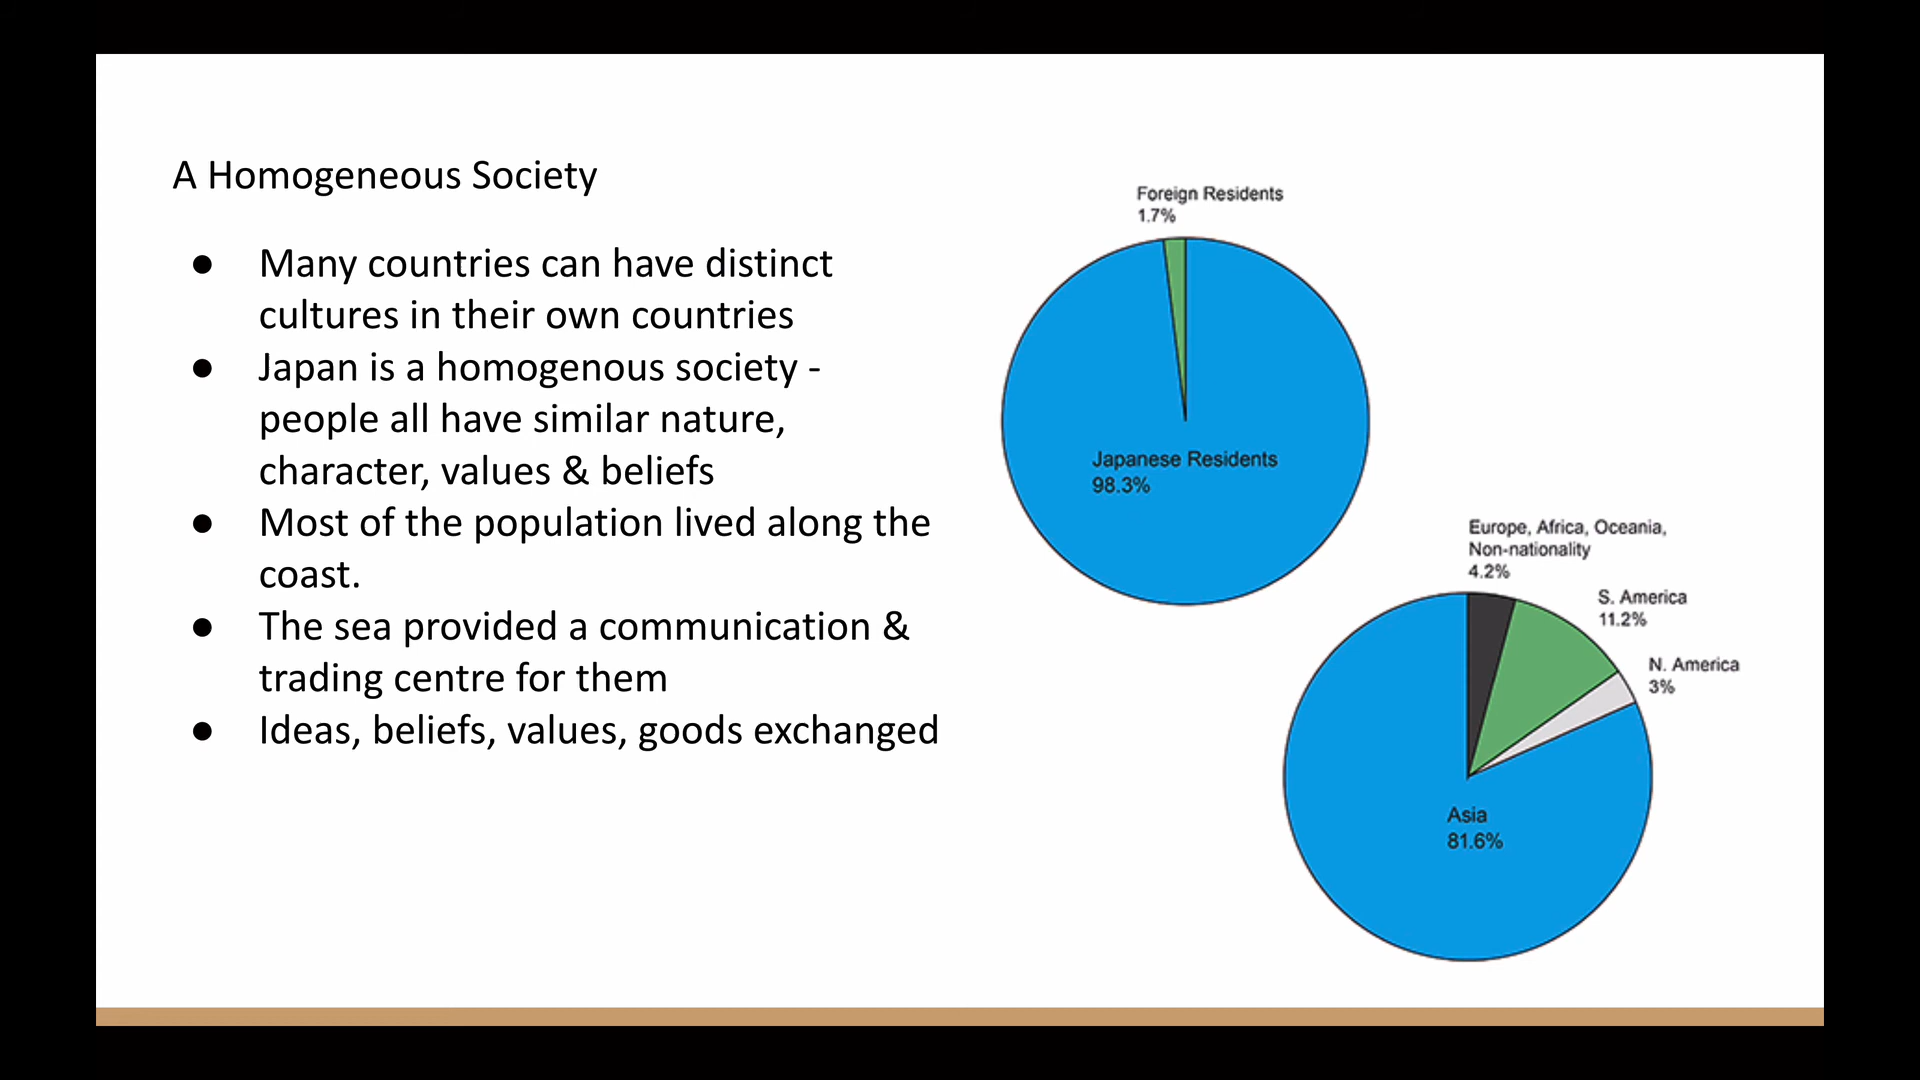 A Homogeneous Society
● Many countries can have distinct
cultures in their own countries
● Japan is a homogenous society -
people all have similar nature,
character, values & beliefs
● Most of the population lived along the
coast.
● The sea provided a communication &
trading centre for them
● Ideas, beliefs, values, goods exchanged
Foreign Residents
1.7%
Japanese Residents
98.3%
Europe, Africa, Oceania,
Non-nationality
4.2%
S. America
11.2%
N. America
3%
Asia
81.6%